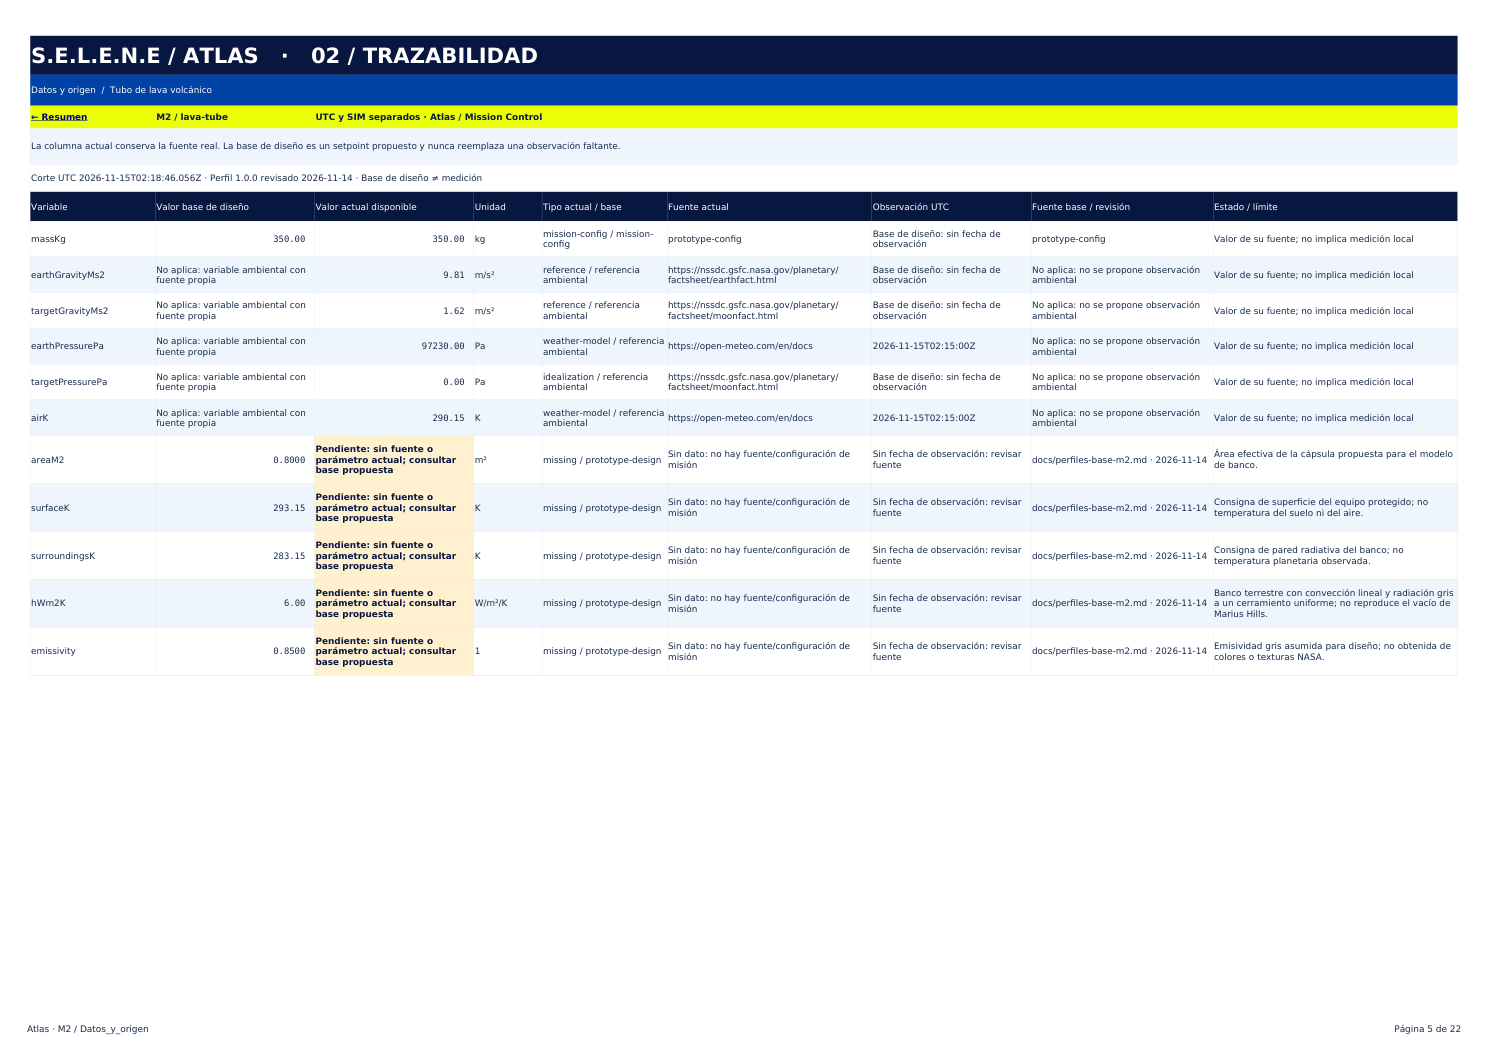 S.E.L.E.N.E / ATLAS · 02 / TRAZABILIDAD
Datos y origen / Tubo de lava volcánico
← Resumen M2 / lava-tube UTC y SIM separados · Atlas / Mission Control
La columna actual conserva la fuente real. La base de diseño es un setpoint propuesto y nunca reemplaza una observación faltante.
Corte UTC 2026-11-15T02:18:46.056Z · Perfil 1.0.0 revisado 2026-11-14 · Base de diseño ≠ medición
Variable Valor base de diseño Valor actual disponible Unidad Tipo actual / base Fuente actual Observación UTC Fuente base / revisión Estado / límite
massKg 350.00 350.00 kg mission-config / mission-config prototype-config Base de diseño: sin fecha de observación prototype-config Valor de su fuente; no implica medición local
earthGravityMs2 No aplica: variable ambiental con fuente propia 9.81 m/s² reference / referencia ambiental https://nssdc.gsfc.nasa.gov/planetary/factsheet/earthfact.html Base de diseño: sin fecha de observación No aplica: no se propone observación ambiental Valor de su fuente; no implica medición local
targetGravityMs2 No aplica: variable ambiental con fuente propia 1.62 m/s² reference / referencia ambiental https://nssdc.gsfc.nasa.gov/planetary/factsheet/moonfact.html Base de diseño: sin fecha de observación No aplica: no se propone observación ambiental Valor de su fuente; no implica medición local
earthPressurePa No aplica: variable ambiental con fuente propia 97230.00 Pa weather-model / referencia ambiental https://open-meteo.com/en/docs 2026-11-15T02:15:00Z No aplica: no se propone observación ambiental Valor de su fuente; no implica medición local
targetPressurePa No aplica: variable ambiental con fuente propia 0.00 Pa idealization / referencia ambiental https://nssdc.gsfc.nasa.gov/planetary/factsheet/moonfact.html Base de diseño: sin fecha de observación No aplica: no se propone observación ambiental Valor de su fuente; no implica medición local
airK No aplica: variable ambiental con fuente propia 290.15 K weather-model / referencia ambiental https://open-meteo.com/en/docs 2026-11-15T02:15:00Z No aplica: no se propone observación ambiental Valor de su fuente; no implica medición local
areaM2 0.8000 Pendiente: sin fuente o parámetro actual; consultar base propuesta m² missing / prototype-design Sin dato: no hay fuente/configuración de misión Sin fecha de observación: revisar fuente docs/perfiles-base-m2.md · 2026-11-14 Área efectiva de la cápsula propuesta para el modelo de banco.
surfaceK 293.15 Pendiente: sin fuente o parámetro actual; consultar base propuesta K missing / prototype-design Sin dato: no hay fuente/configuración de misión Sin fecha de observación: revisar fuente docs/perfiles-base-m2.md · 2026-11-14 Consigna de superficie del equipo protegido; no temperatura del suelo ni del aire.
surroundingsK 283.15 Pendiente: sin fuente o parámetro actual; consultar base propuesta K missing / prototype-design Sin dato: no hay fuente/configuración de misión Sin fecha de observación: revisar fuente docs/perfiles-base-m2.md · 2026-11-14 Consigna de pared radiativa del banco; no temperatura planetaria observada.
hWm2K 6.00 Pendiente: sin fuente o parámetro actual; consultar base propuesta W/m²/K missing / prototype-design Sin dato: no hay fuente/configuración de misión Sin fecha de observación: revisar fuente docs/perfiles-base-m2.md · 2026-11-14 Banco terrestre con convección lineal y radiación gris a un cerramiento uniforme; no reproduce el vacío de Marius Hills.
emissivity 0.8500 Pendiente: sin fuente o parámetro actual; consultar base propuesta 1 missing / prototype-design Sin dato: no hay fuente/configuración de misión Sin fecha de observación: revisar fuente docs/perfiles-base-m2.md · 2026-11-14 Emisividad gris asumida para diseño; no obtenida de colores o texturas NASA.
Atlas · M2 / Datos_y_origen Página 5 de 22